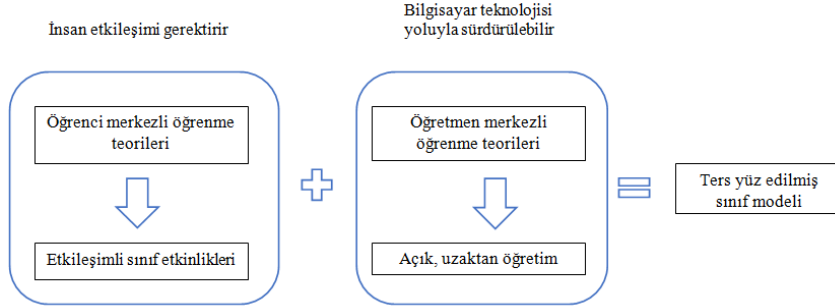 İnsan etkileşimi gerektirir
Bilgisayar teknolojisi
yoluyla sürdürülebilir
Öğrenci merkezli öğrenme
teorileri
Etkileşimli sınıf etkinlikleri
Öğretmen merkezli
öğrenme teorileri
Açık, uzaktan öğretim
Ters yüz edilmiş
sınıf modeli